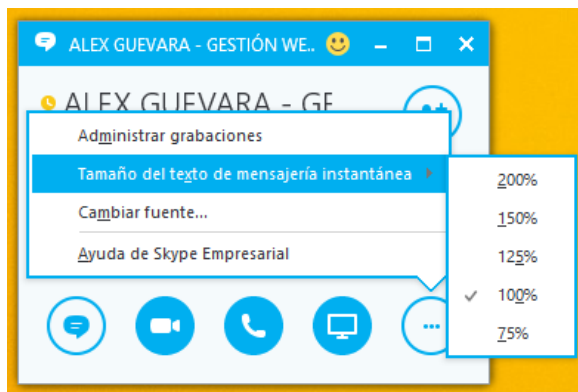 ALEX GUEVARA - GESTIÓN WE..
ALEX GUEVARA - GE
Administrar grabaciones
Tamaño del texto de mensajería instantánea
Cambiar fuente...
Ayuda de Skype Empresarial
200%
150%
125%
100%
75%